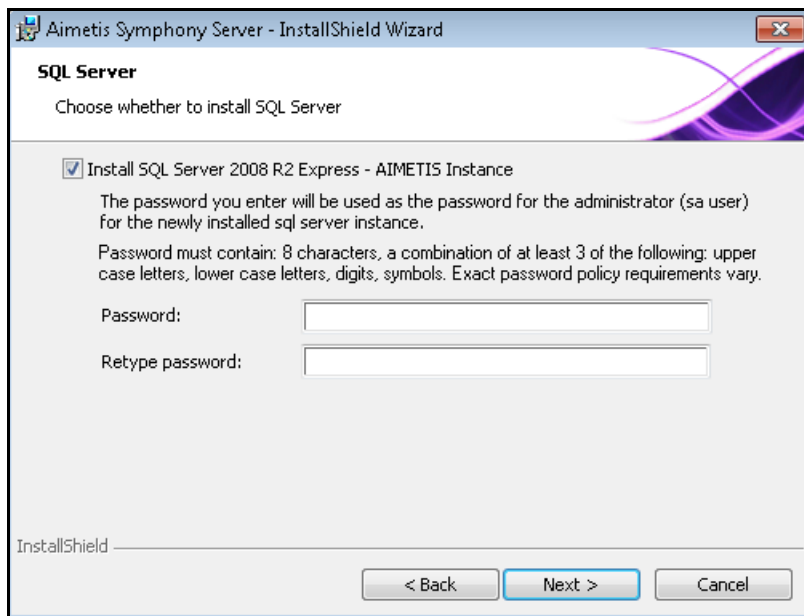 Aimetis Symphony Server - InstallShield Wizard
SQL Server
Choose whether to install SQL Server
Install SQL Server 2008 R2 Express - AIMETIS Instance
The password you enter will be used as the password for the administrator (sa user)
for the newly installed sql server instance.
Password must contain: 8 characters, a combination of at least 3 of the following: upper
case letters, lower case letters, digits, symbols. Exact password policy requirements vary.
Password:
Retype password:
InstallShield
< Back
Next >
Cancel